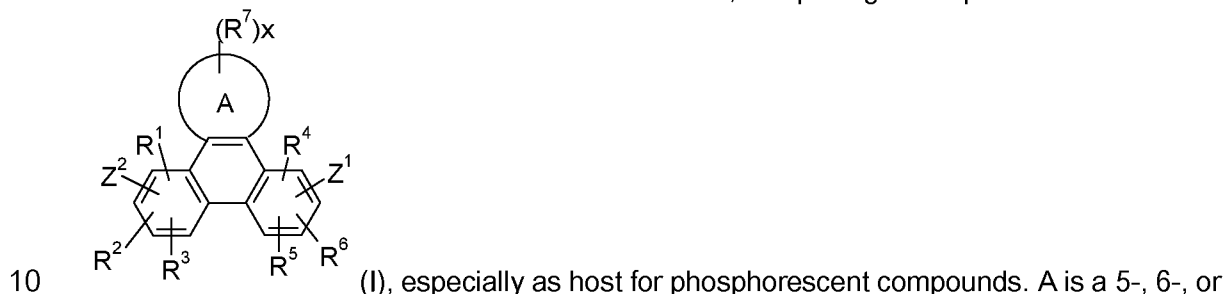 (R⁷)x
A
R¹ R⁴
Z² Z¹
R² R³ R⁵ R⁶
10 (I), especially as host for phosphorescent compounds. A is a 5-, 6-, or